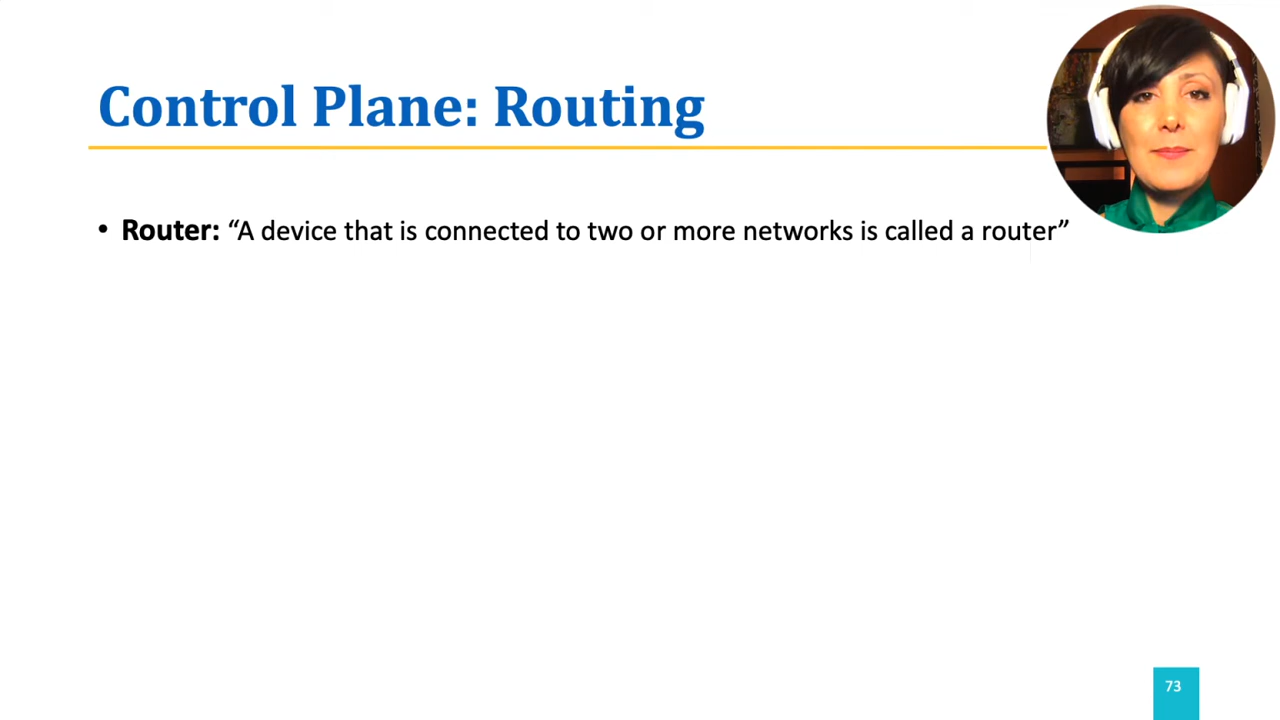 Control Plane: Routing
• Router: “A device that is connected to two or more networks is called a router”
73